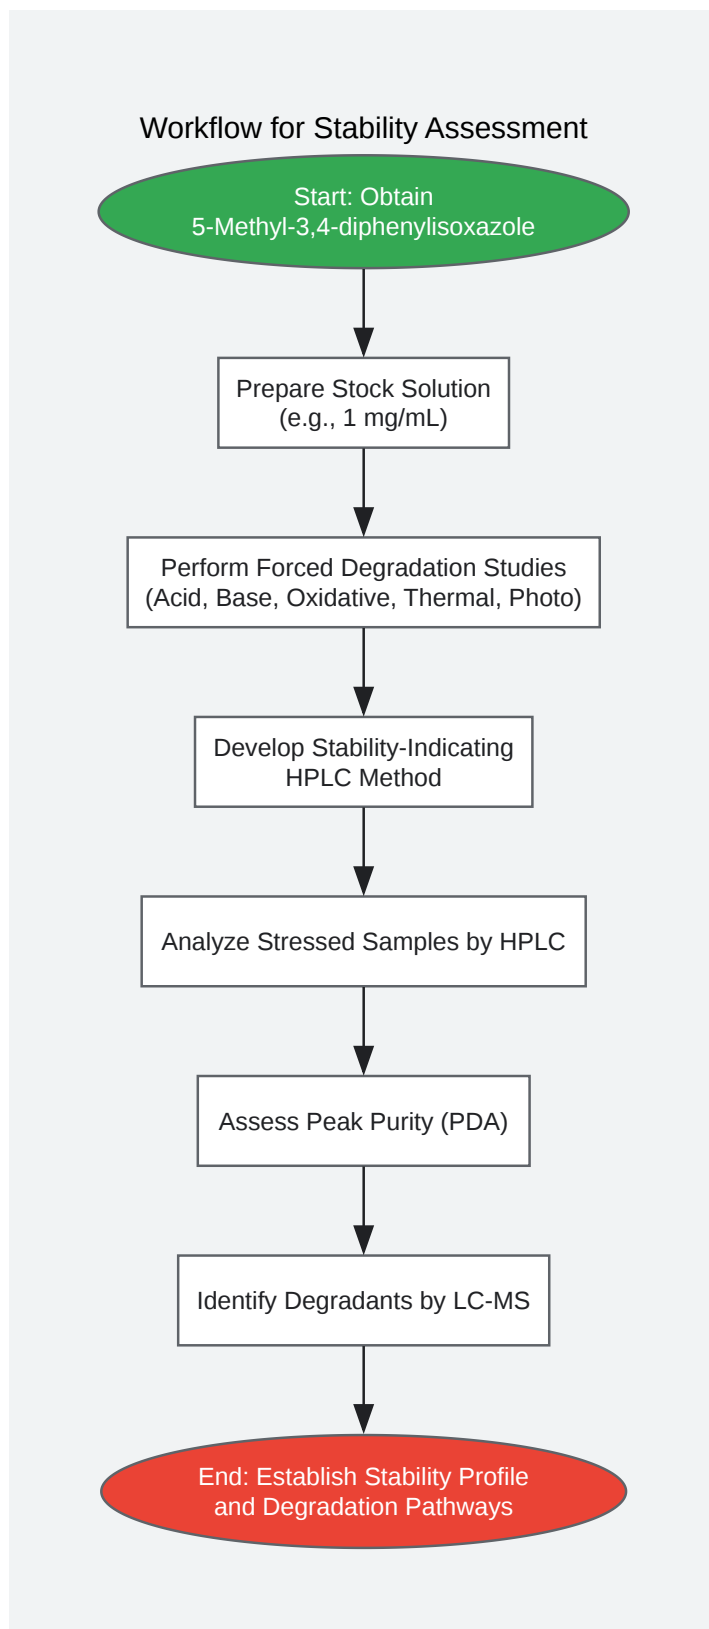 Workflow for Stability Assessment
Start: Obtain
5-Methyl-3,4-diphenylisoxazole
Prepare Stock Solution
(e.g., 1 mg/mL)
Perform Forced Degradation Studies
(Acid, Base, Oxidative, Thermal, Photo)
Develop Stability-Indicating
HPLC Method
Analyze Stressed Samples by HPLC
Assess Peak Purity (PDA)
Identify Degradants by LC-MS
End: Establish Stability Profile
and Degradation Pathways